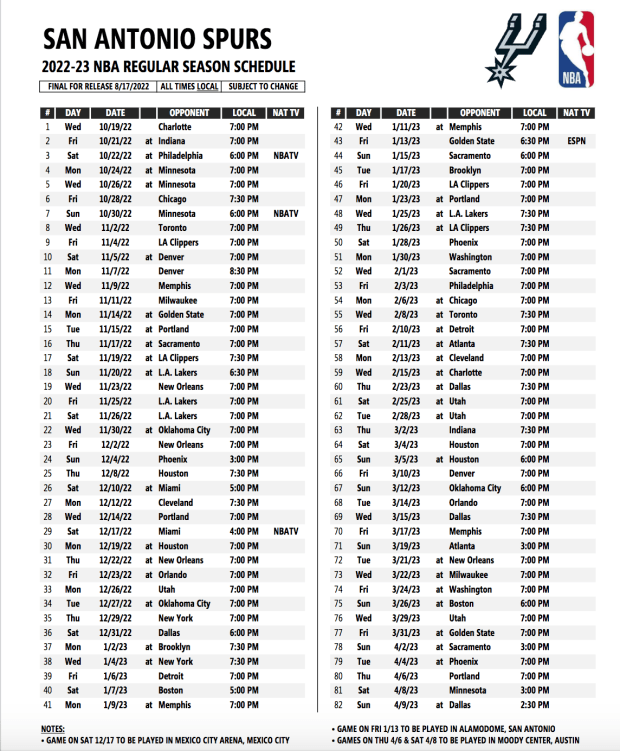 SAN ANTONIO SPURS
2022-23 NBA REGULAR SEASON SCHEDULE
FINAL FOR RELEASE 8/17/2022 ALL TIMES LOCAL SUBJECT TO CHANGE
NBA
# DAY DATE OPPONENT LOCAL NAT TV
1 Wed 10/19/22 Charlotte 7:00 PM
2 Fri 10/21/22 at Indiana 7:00 PM
3 Sat 10/22/22 at Philadelphia 6:00 PM NBATV
4 Mon 10/24/22 at Minnesota 7:00 PM
5 Wed 10/26/22 at Minnesota 7:00 PM
6 Fri 10/28/22 Chicago 7:30 PM
7 Sun 10/30/22 Minnesota 6:00 PM NBATV
8 Wed 11/2/22 Toronto 7:00 PM
9 Fri 11/4/22 LA Clippers 7:00 PM
10 Sat 11/5/22 at Denver 7:00 PM
11 Mon 11/7/22 Denver 8:30 PM
12 Wed 11/9/22 Memphis 7:00 PM
13 Fri 11/11/22 Milwaukee 7:00 PM
14 Mon 11/14/22 at Golden State 7:00 PM
15 Tue 11/15/22 at Portland 7:00 PM
16 Thu 11/17/22 at Sacramento 7:00 PM
17 Sat 11/19/22 at LA Clippers 7:30 PM
18 Sun 11/20/22 at L.A. Lakers 6:30 PM
19 Wed 11/23/22 New Orleans 7:00 PM
20 Fri 11/25/22 L.A. Lakers 7:00 PM
21 Sat 11/26/22 L.A. Lakers 7:00 PM
22 Wed 11/30/22 at Oklahoma City 7:00 PM
23 Fri 12/2/22 New Orleans 7:00 PM
24 Sun 12/4/22 Phoenix 3:00 PM
25 Thu 12/8/22 Houston 7:30 PM
26 Sat 12/10/22 at Miami 5:00 PM
27 Mon 12/12/22 Cleveland 7:30 PM
28 Wed 12/14/22 Portland 7:00 PM
29 Sat 12/17/22 Miami 4:00 PM NBATV
30 Mon 12/19/22 at Houston 7:00 PM
31 Thu 12/22/22 at New Orleans 7:00 PM
32 Fri 12/23/22 at Orlando 7:00 PM
33 Mon 12/26/22 Utah 7:00 PM
34 Tue 12/27/22 at Oklahoma City 7:00 PM
35 Thu 12/29/22 New York 7:00 PM
36 Sat 12/31/22 Dallas 6:00 PM
37 Mon 1/2/23 at Brooklyn 7:30 PM
38 Wed 1/4/23 at New York 7:30 PM
39 Fri 1/6/23 Detroit 7:00 PM
40 Sat 1/7/23 Boston 5:00 PM
41 Mon 1/9/23 at Memphis 7:00 PM
# DAY DATE OPPONENT LOCAL NAT TV
42 Wed 1/11/23 at Memphis 7:00 PM
43 Fri 1/13/23 Golden State 6:30 PM ESPN
44 Sun 1/15/23 Sacramento 6:00 PM
45 Tue 1/17/23 Brooklyn 7:00 PM
46 Fri 1/20/23 LA Clippers 7:00 PM
47 Mon 1/23/23 at Portland 7:00 PM
48 Wed 1/25/23 at L.A. Lakers 7:30 PM
49 Thu 1/26/23 at LA Clippers 7:30 PM
50 Sat 1/28/23 Phoenix 7:00 PM
51 Mon 1/30/23 Washington 7:00 PM
52 Wed 2/1/23 Sacramento 7:00 PM
53 Fri 2/3/23 Philadelphia 7:00 PM
54 Mon 2/6/23 at Chicago 7:00 PM
55 Wed 2/8/23 at Toronto 7:30 PM
56 Fri 2/10/23 at Detroit 7:00 PM
57 Sat 2/11/23 at Atlanta 7:30 PM
58 Mon 2/13/23 at Cleveland 7:00 PM
59 Wed 2/15/23 at Charlotte 7:00 PM
60 Thu 2/23/23 at Dallas 7:30 PM
61 Sat 2/25/23 at Utah 7:00 PM
62 Tue 2/28/23 at Utah 7:00 PM
63 Thu 3/2/23 Indiana 7:30 PM
64 Sat 3/4/23 Houston 7:00 PM
65 Sun 3/5/23 at Houston 6:00 PM
66 Fri 3/10/23 Denver 7:00 PM
67 Sun 3/12/23 Oklahoma City 6:00 PM
68 Tue 3/14/23 Orlando 7:00 PM
69 Wed 3/15/23 Dallas 7:30 PM
70 Fri 3/17/23 Memphis 7:00 PM
71 Sun 3/19/23 Atlanta 3:00 PM
72 Tue 3/21/23 at New Orleans 7:00 PM
73 Wed 3/22/23 at Milwaukee 7:00 PM
74 Fri 3/24/23 at Washington 7:00 PM
75 Sun 3/26/23 at Boston 6:00 PM
76 Wed 3/29/23 Utah 7:00 PM
77 Fri 3/31/23 at Golden State 7:00 PM
78 Sun 4/2/23 at Sacramento 3:00 PM
79 Tue 4/4/23 at Phoenix 7:00 PM
80 Thu 4/6/23 Portland 7:00 PM
81 Sat 4/8/23 Minnesota 3:00 PM
82 Sun 4/9/23 at Dallas 2:30 PM
NOTES:
• GAME ON SAT 12/17 TO BE PLAYED IN MEXICO CITY ARENA, MEXICO CITY
• GAME ON FRI 1/13 TO BE PLAYED IN ALAMODOME, SAN ANTONIO
• GAMES ON THU 4/6 & SAT 4/8 TO BE PLAYED IN MOODY CENTER, AUSTIN